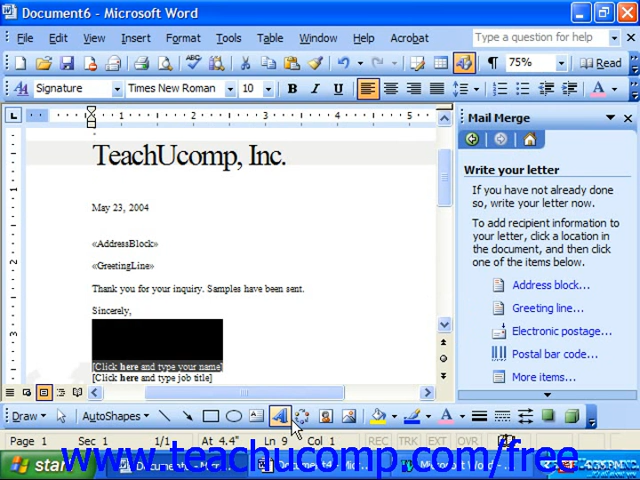 Document6 - Microsoft Word
File Edit View Insert Format Tools Table Window Help Acrobat Type a question for help
¶ 75% Read
Signature Times New Roman 10 B I U A
Mail Merge
Write your letter
If you have not already done
so, write your letter now.
To add recipient information to
your letter, click a location in
the document, and then click
one of the items below.
Address block...
Greeting line...
Electronic postage...
Postal bar code...
More items...
1 2 3 4 5
TeachUcomp, Inc.
May 23, 2004
«AddressBlock»
«GreetingLine»
Thank you for your inquiry. Samples have been sent.
Sincerely,
[Click here and type your name]
[Click here and type job title]
Draw AutoShapes
Page 1 Sec 1 1/1 At 4.4" Ln 9 Col 1 REC TRK EXT OVR
start
www.teachucomp.com/free